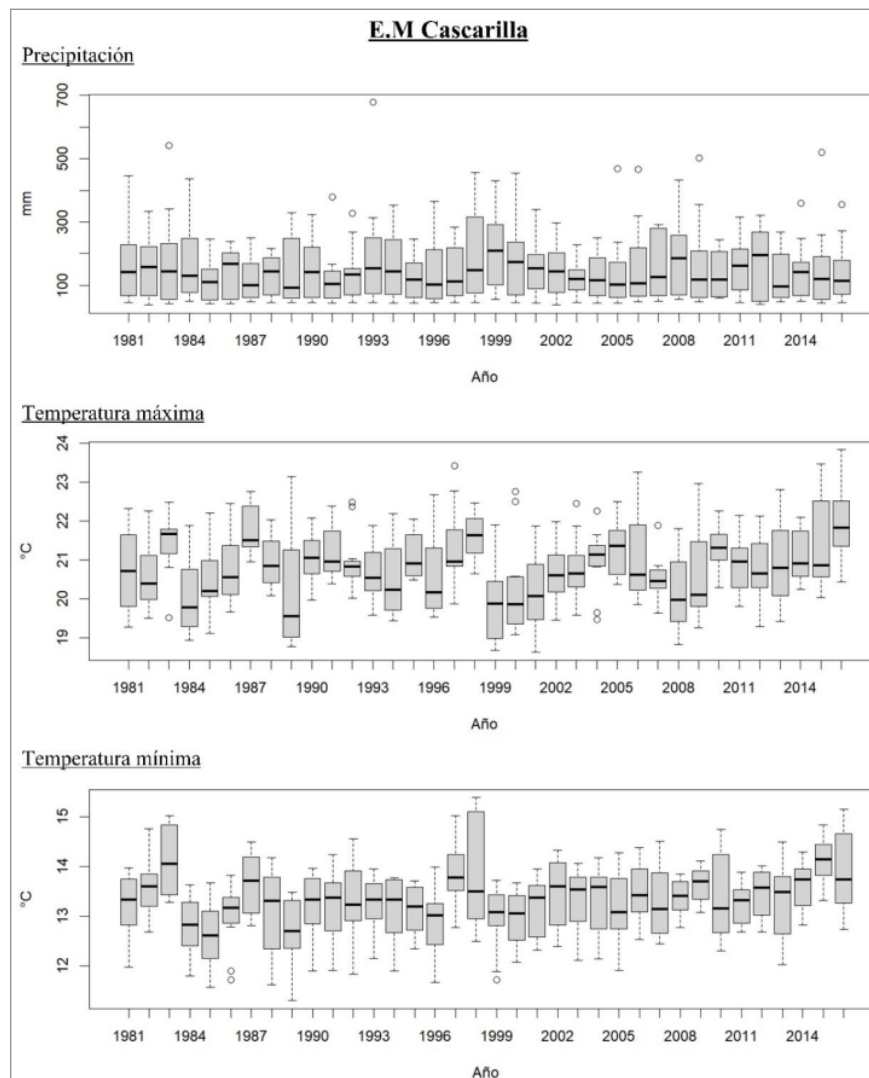 E.M Cascarilla
Precipitación
700
500
300
100
mm
1981 1984 1987 1990 1993 1996 1999 2002 2005 2008 2011 2014
Año
Temperatura máxima
24
23
22
21
20
19
°C
1981 1984 1987 1990 1993 1996 1999 2002 2005 2008 2011 2014
Año
Temperatura mínima
15
14
13
12
°C
1981 1984 1987 1990 1993 1996 1999 2002 2005 2008 2011 2014
Año